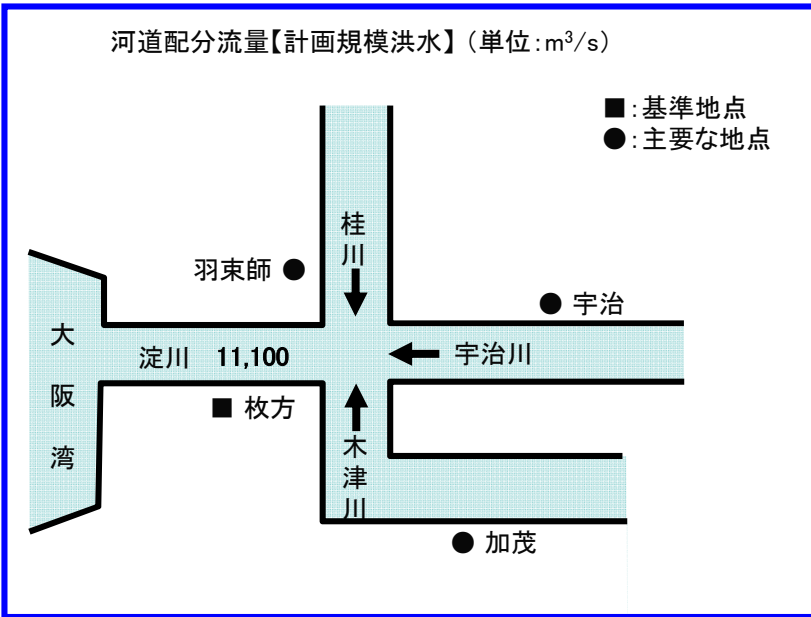 河道配分流量【計画規模洪水】（単位：m³/s）
■：基準地点
●：主要な地点
桂川
羽束師 ●
● 宇治
大阪湾
淀川 11,100
宇治川
■ 枚方
木津川
● 加茂